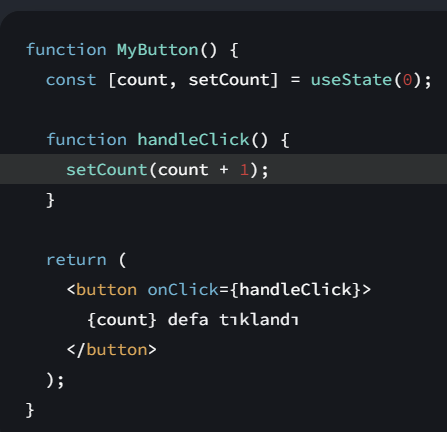 function MyButton() {
const [count, setCount] = useState(0);
function handleClick() {
setCount(count + 1);
}
return (
<button onClick={handleClick}>
{count} defa tıklandı
</button>
);
}